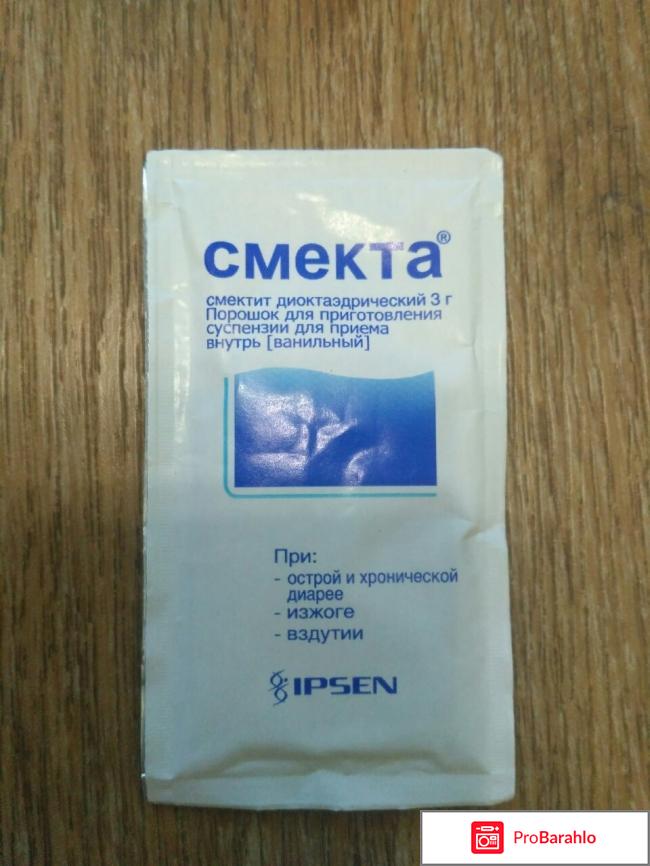 смекта®
смектит диоктаэдрический 3 г
Порошок для приготовления
суспензии для приема
внутрь [ванильный]
При:
- острой и хронической
диарее
- изжоге
- вздутии
IPSEN
ProBarahlo